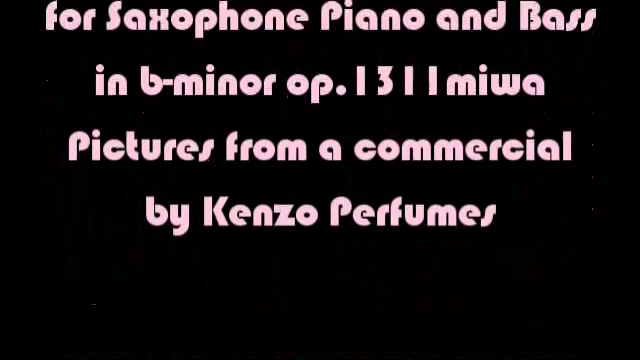 for Saxophone Piano and Bass
in b-minor op.1311miwa
Pictures from a commercial
by Kenzo Perfumes